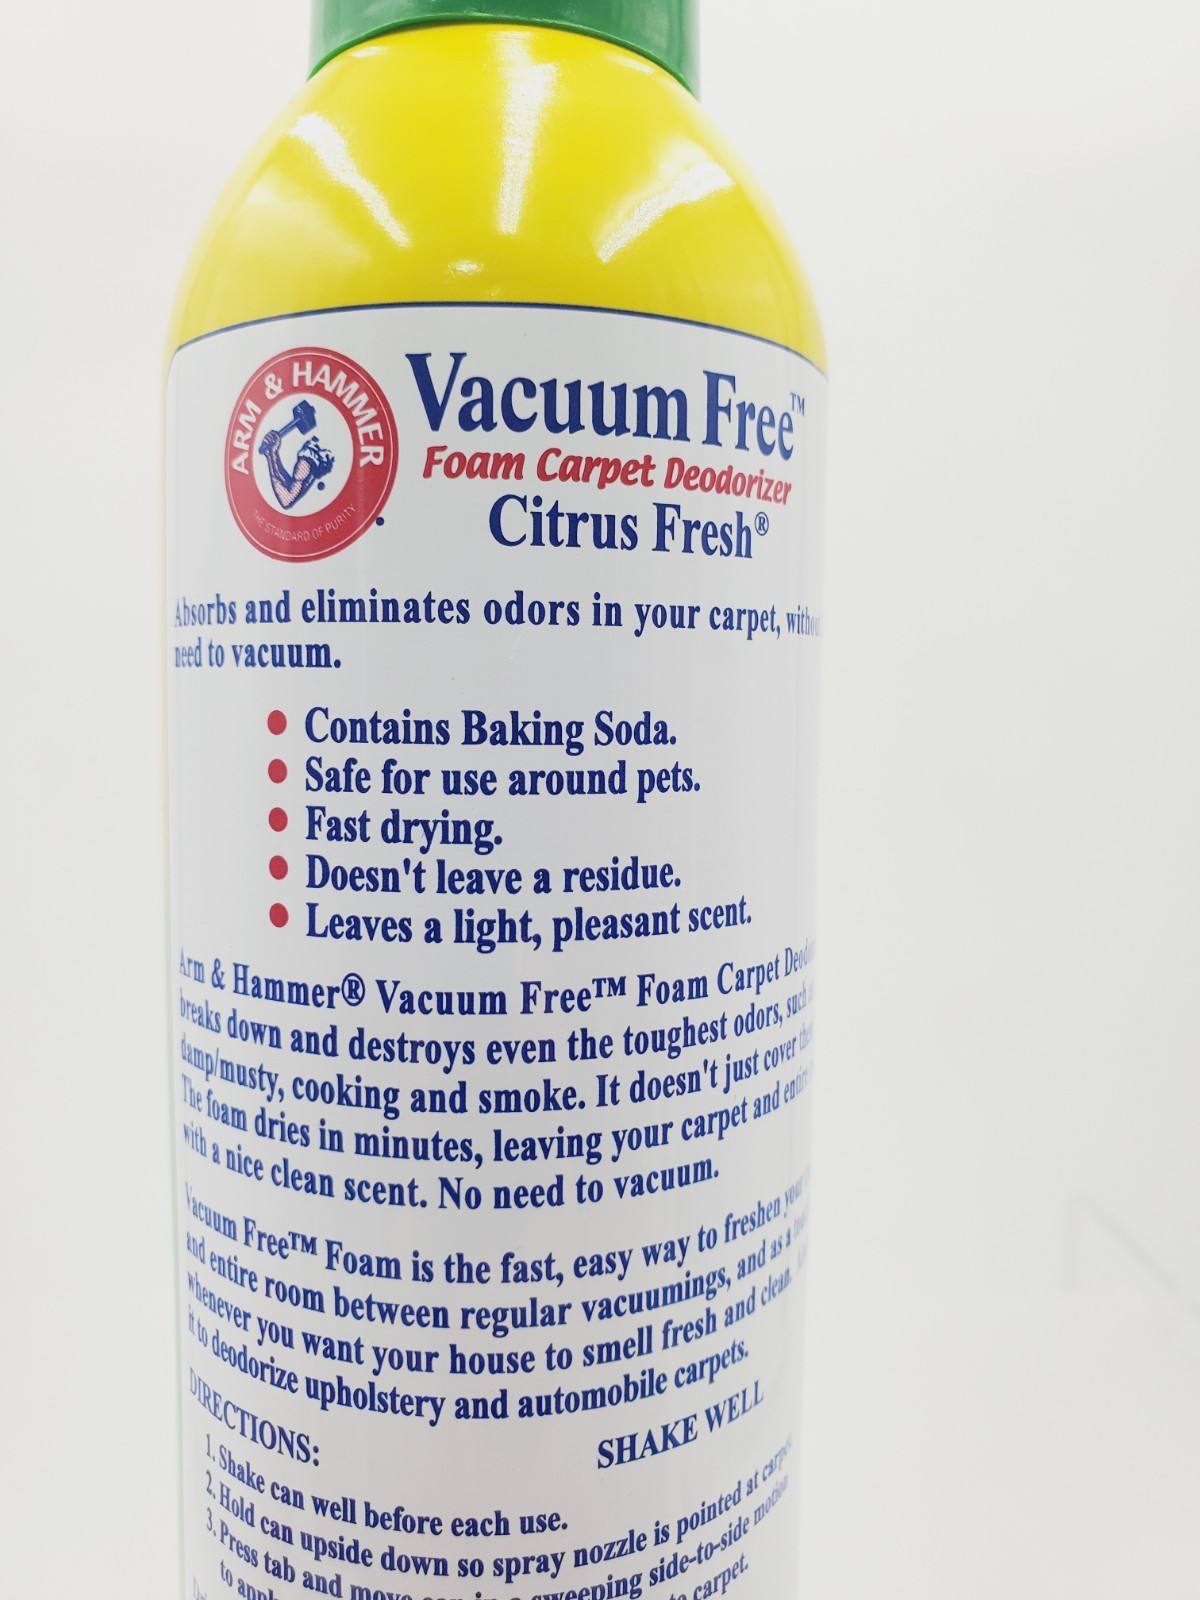 ARM & HAMMER
THE STANDARD OF PURITY
Vacuum Free™
Foam Carpet Deodorizer
Citrus Fresh®
Absorbs and eliminates odors in your carpet,
need to vacuum.
• Contains Baking Soda.
• Safe for use around pets.
• Fast drying.
• Doesn't leave a residue.
• Leaves a light, pleasant scent.
Arm & Hammer® Vacuum Free™ Foam Carpet
breaks down and destroys even the toughest odors, such
damp/musty, cooking and smoke. It doesn't just cover
The foam dries in minutes, leaving your carpet and entire
with a nice clean scent. No need to vacuum.
Vacuum Free™ Foam is the fast, easy way to freshen your
and entire room between regular vacuumings, and as a
whenever you want your house to smell fresh and clean.
it to deodorize upholstery and automobile carpets.
DIRECTIONS: SHAKE WELL
1. Shake can well before each use.
2. Hold can upside down so spray nozzle is pointed at carpet.
3. Press tab and move can in a sweeping side-to-side motion
to carpet.